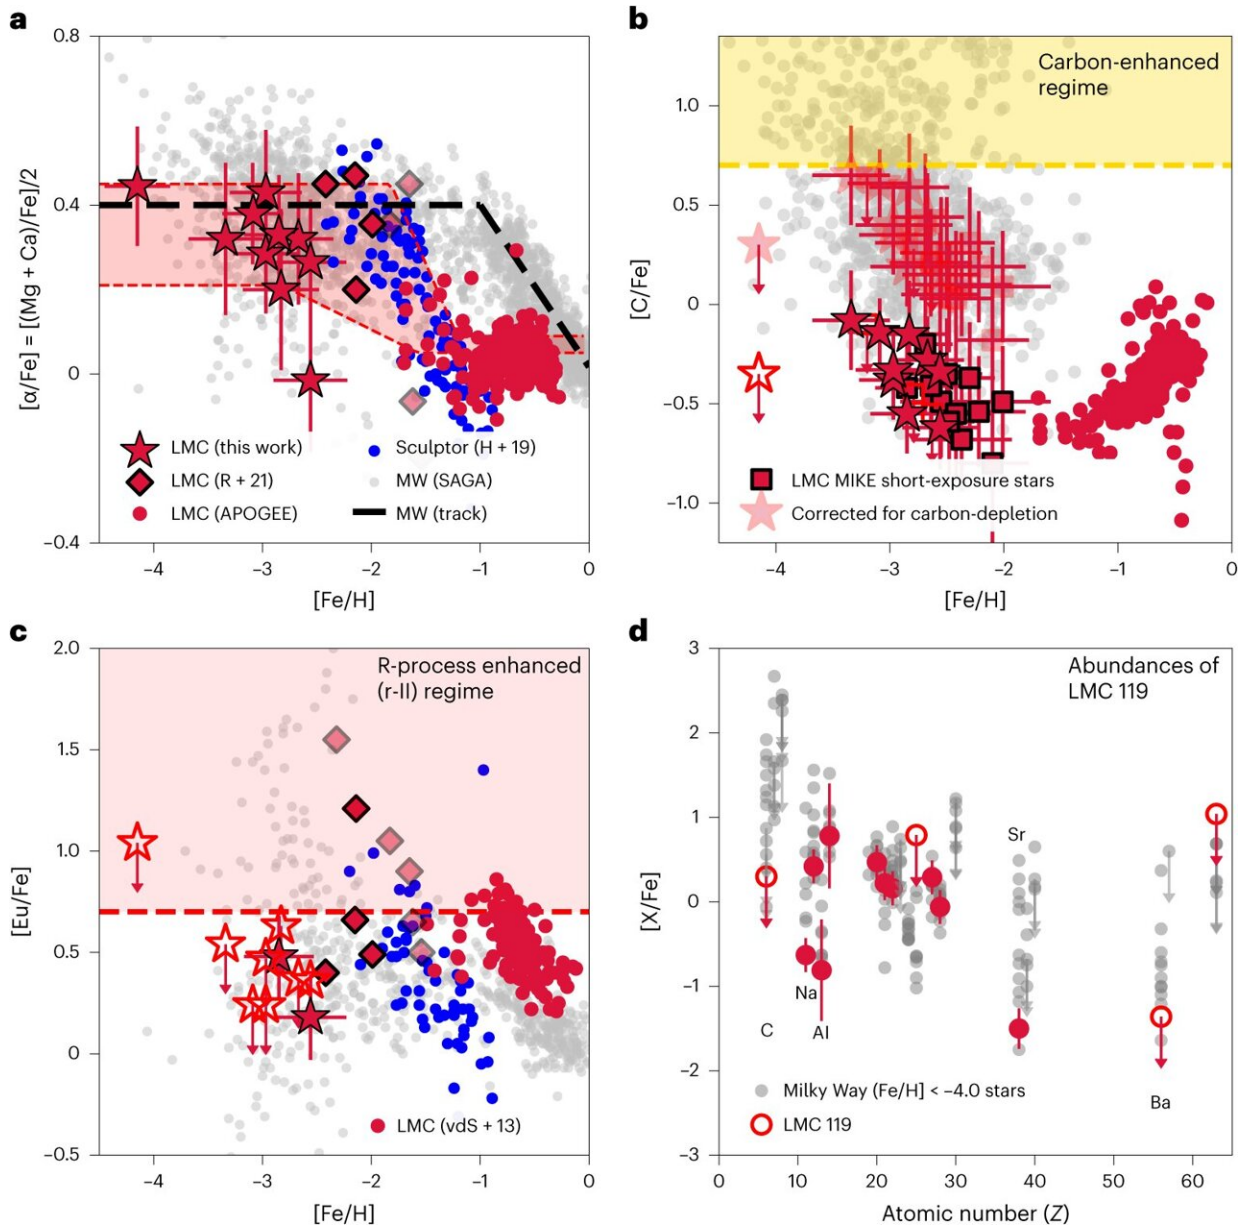 a
0.8
0.4
0
−0.4
[α/Fe] = [(Mg + Ca)/Fe]/2
LMC (this work)
LMC (R + 21)
LMC (APOGEE)
Sculptor (H + 19)
MW (SAGA)
MW (track)
−4
−3
−2
−1
0
[Fe/H]
b
Carbon-enhanced
regime
1.0
0.5
0
−0.5
−1.0
[C/Fe]
LMC MIKE short-exposure stars
Corrected for carbon-depletion
−4
−3
−2
−1
0
[Fe/H]
c
R-process enhanced
(r-II) regime
2.0
1.5
1.0
0.5
0
−0.5
[Eu/Fe]
LMC (vdS + 13)
−4
−3
−2
−1
0
[Fe/H]
d
Abundances of
LMC 119
3
2
1
0
−1
−2
−3
[X/Fe]
Sr
Na
C
Al
Ba
Milky Way (Fe/H] < −4.0 stars
LMC 119
0
10
20
30
40
50
60
Atomic number (Z)